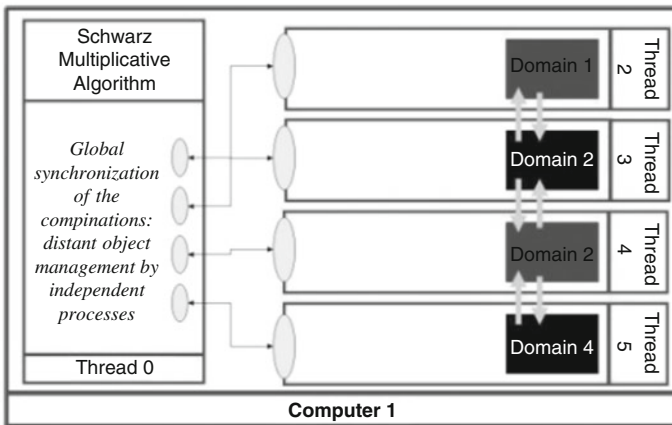 Schwarz
Multiplicative
Algorithm
Global
synchronization
of the
compinations:
distant object
management by
independent
processes
Thread 0
Domain 1
Thread 2
Domain 2
Thread 3
Domain 2
Thread 4
Domain 4
Thread 5
Computer 1